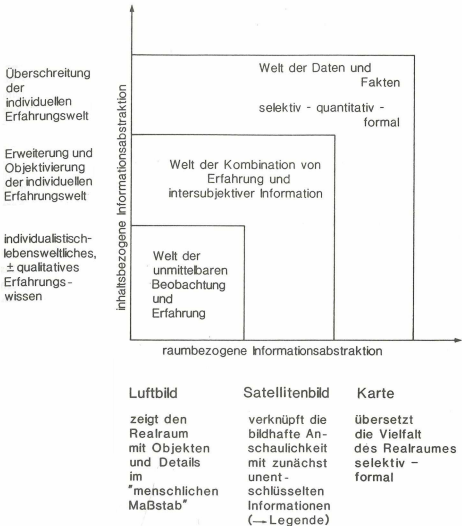 Überschreitung
der
individuellen
Erfahrungswelt
Erweiterung und
Objektivierung
der individuellen
Erfahrungswelt
individualistisch-
lebensweltliches,
± qualitatives
Erfahrungs-
wissen
inhaltsbezogene Informationsabstraktion
Welt der Daten und
Fakten
selektiv - quantitativ -
formal
Welt der Kombination von
Erfahrung und
intersubjektiver Information
Welt der
unmittelbaren
Beobachtung
und
Erfahrung
raumbezogene Informationsabstraktion
Luftbild
zeigt den
Realraum
mit Objekten
und Details
im
"menschlichen
Maßstab"
Satellitenbild
verknüpft die
bildhafte An-
schaulichkeit
mit zunächst
unent-
schlüsselten
Informationen
(→ Legende)
Karte
übersetzt
die Vielfalt
des Realraumes
selektiv –
formal